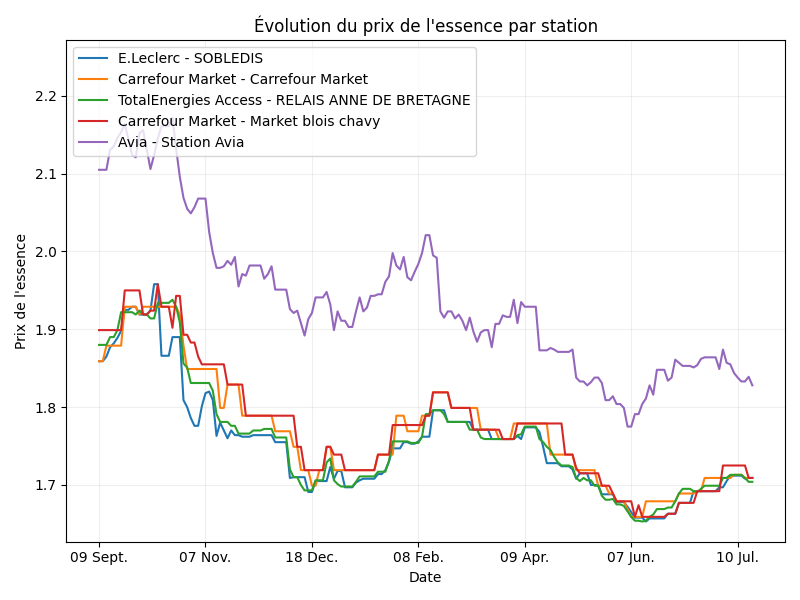 Évolution du prix de l'essence par station
E.Leclerc - SOBLEDIS
Carrefour Market - Carrefour Market
TotalEnergies Access - RELAIS ANNE DE BRETAGNE
Carrefour Market - Market blois chavy
Avia - Station Avia
Prix de l'essence
2.2
2.1
2.0
1.9
1.8
1.7
09 Sept.
07 Nov.
18 Dec.
08 Feb.
09 Apr.
07 Jun.
10 Jul.
Date